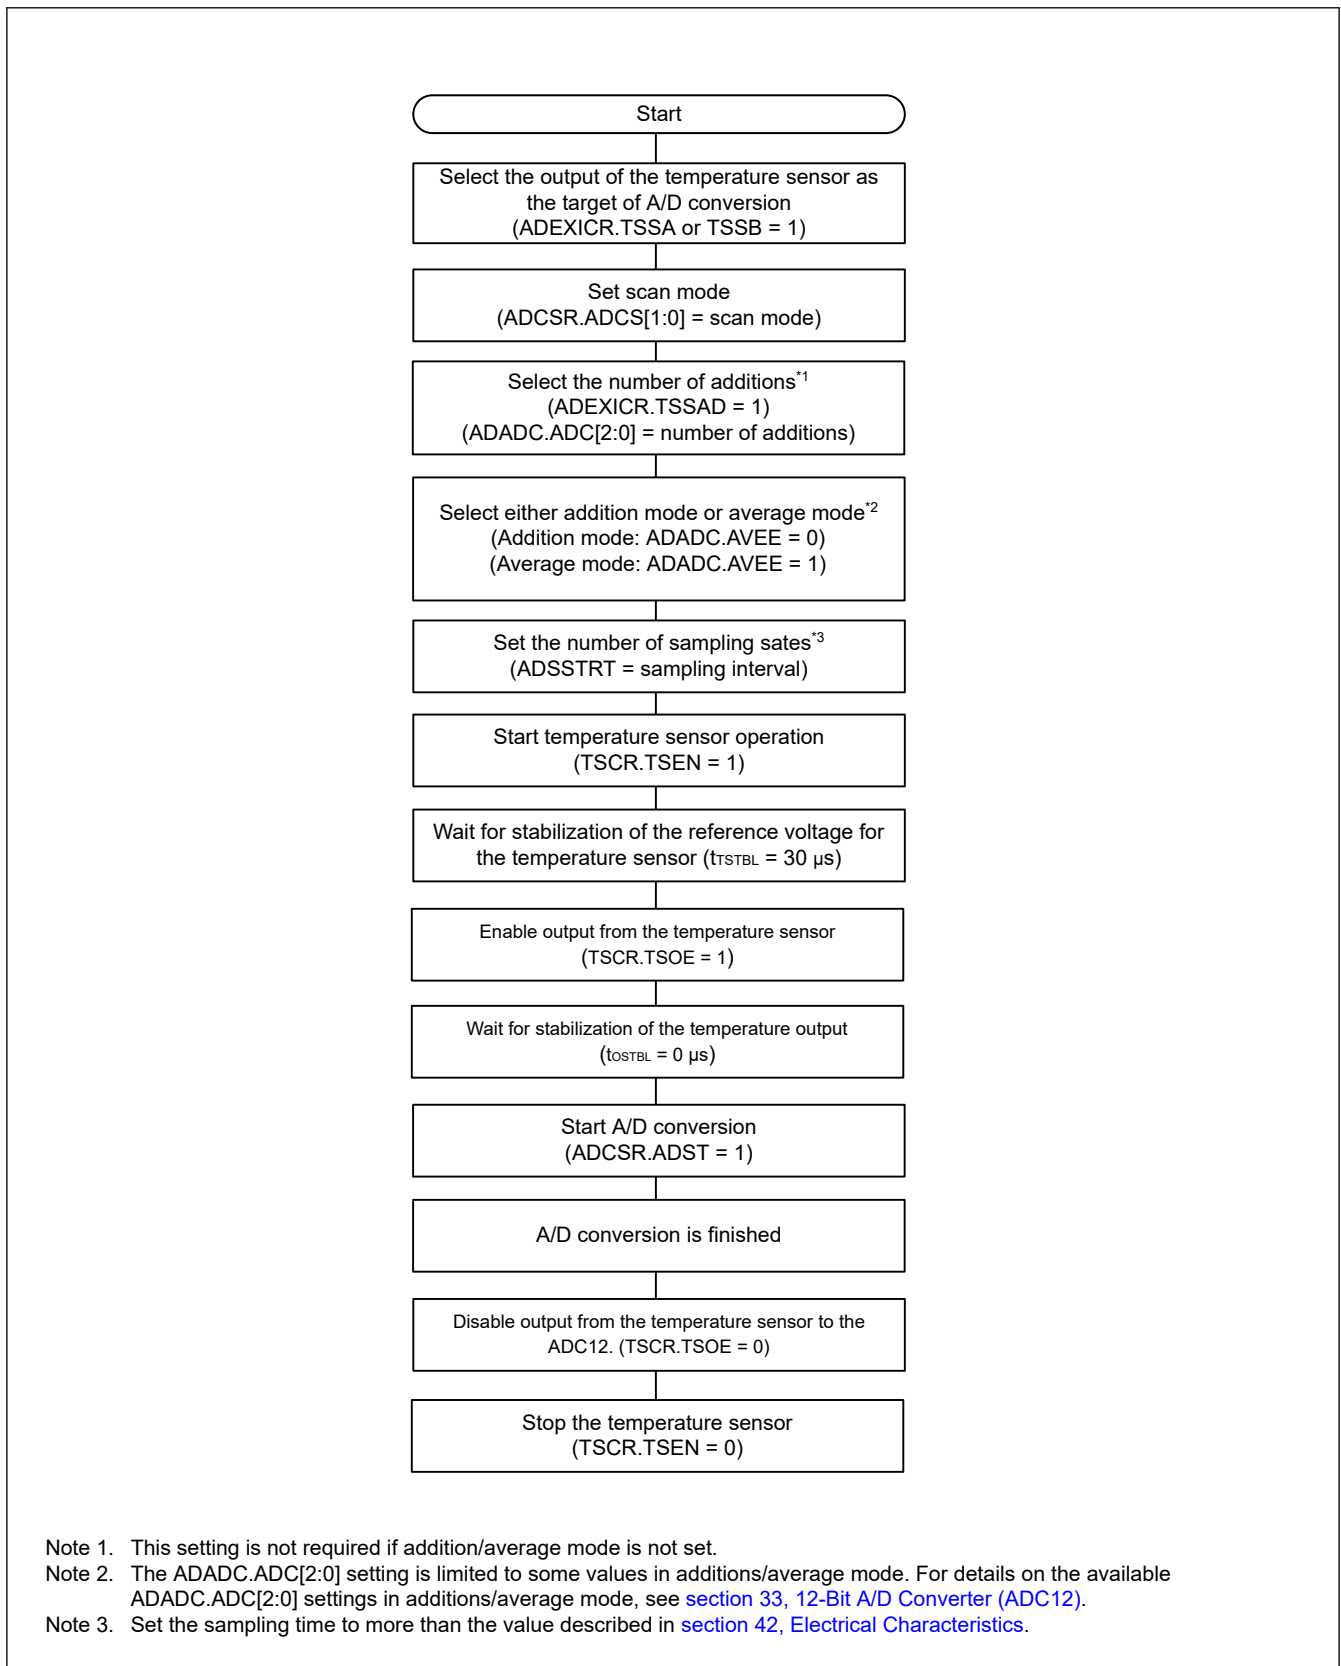 Start
Select the output of the temperature sensor as
the target of A/D conversion
(ADEXICR.TSSA or TSSB = 1)
Set scan mode
(ADCSR.ADCS[1:0] = scan mode)
Select the number of additions*1
(ADEXICR.TSSAD = 1)
(ADADC.ADC[2:0] = number of additions)
Select either addition mode or average mode*2
(Addition mode: ADADC.AVEE = 0)
(Average mode: ADADC.AVEE = 1)
Set the number of sampling sates*3
(ADSSTRT = sampling interval)
Start temperature sensor operation
(TSCR.TSEN = 1)
Wait for stabilization of the reference voltage for
the temperature sensor (tTSTBL = 30 µs)
Enable output from the temperature sensor
(TSCR.TSOE = 1)
Wait for stabilization of the temperature output
(tOSTBL = 0 µs)
Start A/D conversion
(ADCSR.ADST = 1)
A/D conversion is finished
Disable output from the temperature sensor to the
ADC12. (TSCR.TSOE = 0)
Stop the temperature sensor
(TSCR.TSEN = 0)
Note 1. This setting is not required if addition/average mode is not set.
Note 2. The ADADC.ADC[2:0] setting is limited to some values in additions/average mode. For details on the available
ADADC.ADC[2:0] settings in additions/average mode, see section 33, 12-Bit A/D Converter (ADC12).
Note 3. Set the sampling time to more than the value described in section 42, Electrical Characteristics.